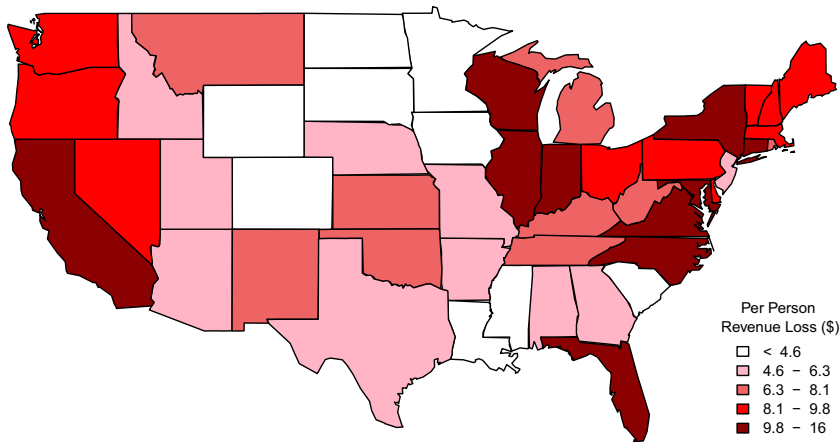 Per Person
Revenue Loss ($)
< 4.6
4.6 − 6.3
6.3 − 8.1
8.1 − 9.8
9.8 − 16